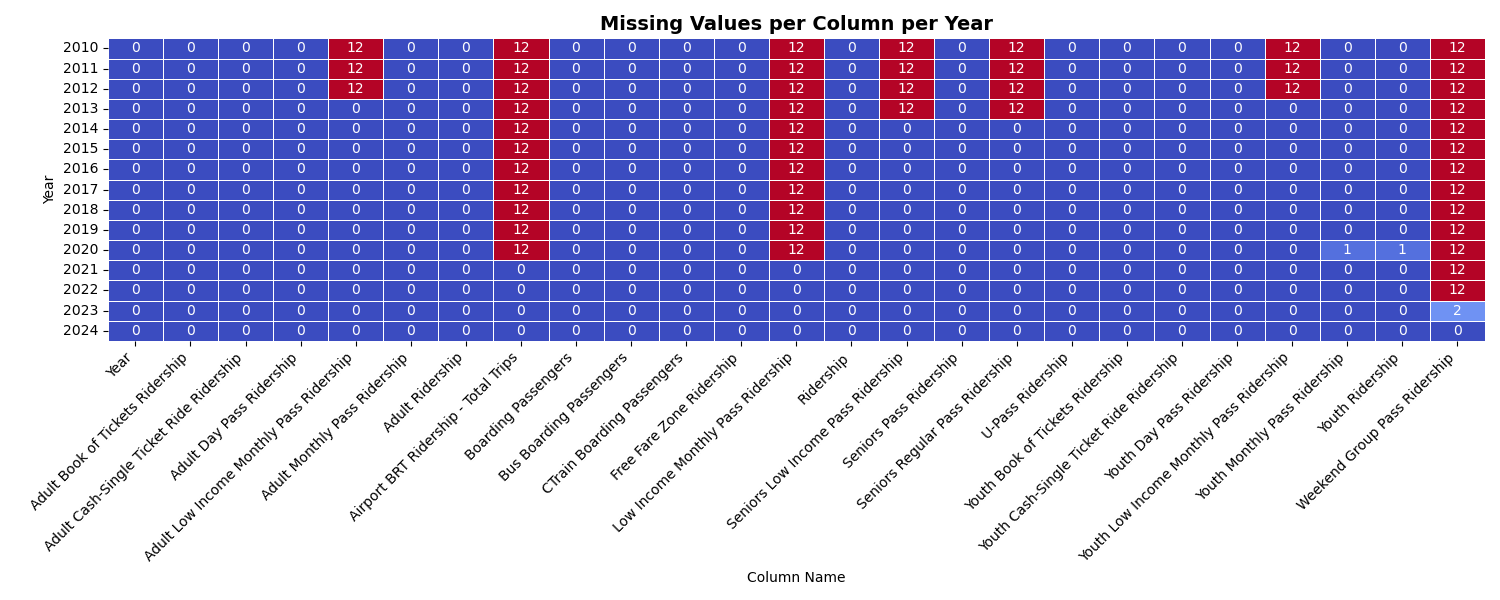 Missing Values per Column per Year
2010 0 0 0 0 12 0 0 12 0 0 0 0 12 0 12 0 12 0 0 0 0 12 0 0 12
2011 0 0 0 0 12 0 0 12 0 0 0 0 12 0 12 0 12 0 0 0 0 12 0 0 12
2012 0 0 0 0 12 0 0 12 0 0 0 0 12 0 12 0 12 0 0 0 0 12 0 0 12
2013 0 0 0 0 0 0 0 12 0 0 0 0 12 0 12 0 12 0 0 0 0 0 0 0 12
2014 0 0 0 0 0 0 0 12 0 0 0 0 12 0 0 0 0 0 0 0 0 0 0 0 12
2015 0 0 0 0 0 0 0 12 0 0 0 0 12 0 0 0 0 0 0 0 0 0 0 0 12
2016 0 0 0 0 0 0 0 12 0 0 0 0 12 0 0 0 0 0 0 0 0 0 0 0 12
2017 0 0 0 0 0 0 0 12 0 0 0 0 12 0 0 0 0 0 0 0 0 0 0 0 12
2018 0 0 0 0 0 0 0 12 0 0 0 0 12 0 0 0 0 0 0 0 0 0 0 0 12
2019 0 0 0 0 0 0 0 12 0 0 0 0 12 0 0 0 0 0 0 0 0 0 0 0 12
2020 0 0 0 0 0 0 0 12 0 0 0 0 12 0 0 0 0 0 0 0 0 0 1 1 12
2021 0 0 0 0 0 0 0 0 0 0 0 0 0 0 0 0 0 0 0 0 0 0 0 0 12
2022 0 0 0 0 0 0 0 0 0 0 0 0 0 0 0 0 0 0 0 0 0 0 0 0 12
2023 0 0 0 0 0 0 0 0 0 0 0 0 0 0 0 0 0 0 0 0 0 0 0 0 2
2024 0 0 0 0 0 0 0 0 0 0 0 0 0 0 0 0 0 0 0 0 0 0 0 0 0
Year
Year
Adult Book of Tickets Ridership
Adult Cash-Single Ticket Ride Ridership
Adult Day Pass Ridership
Adult Low Income Monthly Pass Ridership
Adult Monthly Pass Ridership
Adult Ridership
Airport BRT Ridership - Total Trips
Boarding Passengers
Bus Boarding Passengers
CTrain Boarding Passengers
Free Fare Zone Ridership
Low Income Monthly Pass Ridership
Ridership
Seniors Low Income Pass Ridership
Seniors Pass Ridership
Seniors Regular Pass Ridership
U-Pass Ridership
Youth Book of Tickets Ridership
Youth Cash-Single Ticket Ride Ridership
Youth Day Pass Ridership
Youth Low Income Monthly Pass Ridership
Youth Monthly Pass Ridership
Youth Ridership
Weekend Group Pass Ridership
Column Name